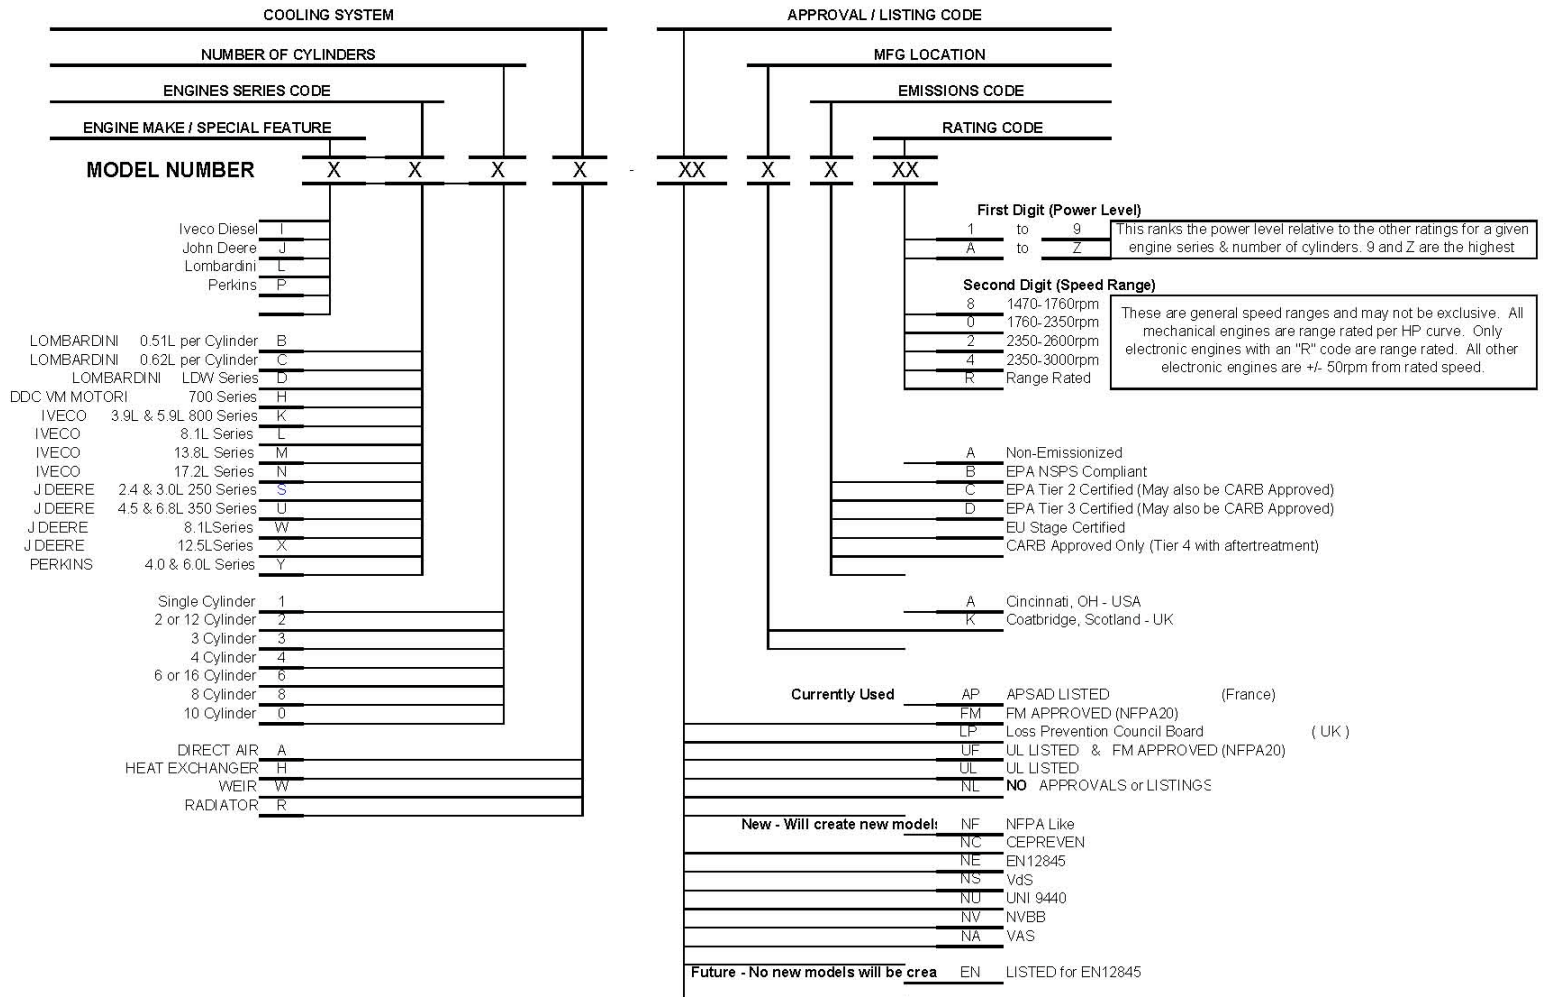 COOLING SYSTEM APPROVAL / LISTING CODE
NUMBER OF CYLINDERS MFG LOCATION
ENGINES SERIES CODE EMISSIONS CODE
ENGINE MAKE / SPECIAL FEATURE RATING CODE
MODEL NUMBER X X X X - XX X X XX
First Digit (Power Level)
1 to 9
A to Z
This ranks the power level relative to the other ratings for a given
engine series & number of cylinders. 9 and Z are the highest
Iveco Diesel I
John Deere J
Lombardini L
Perkins P
Second Digit (Speed Range)
8 1470-1760rpm
0 1760-2350rpm
2 2350-2600rpm
4 2350-3000rpm
R Range Rated
These are general speed ranges and may not be exclusive. All
mechanical engines are range rated per HP curve. Only
electronic engines with an "R" code are range rated. All other
electronic engines are +/- 50rpm from rated speed.
LOMBARDINI 0.51L per Cylinder B
LOMBARDINI 0.62L per Cylinder C
LOMBARDINI LDW Series D
DDC VM MOTORI 700 Series H
IVECO 3.9L & 5.9L 800 Series K
IVECO 8.1L Series L
IVECO 13.8L Series M
IVECO 17.2L Series N
J DEERE 2.4 & 3.0L 250 Series S
J DEERE 4.5 & 6.8L 350 Series U
J DEERE 8.1LSeries W
J DEERE 12.5LSeries X
PERKINS 4.0 & 6.0L Series Y
A Non-Emissionized
B EPA NSPS Compliant
C EPA Tier 2 Certified (May also be CARB Approved)
D EPA Tier 3 Certified (May also be CARB Approved)
EU Stage Certified
CARB Approved Only (Tier 4 with aftertreatment)
Single Cylinder 1
2 or 12 Cylinder 2
3 Cylinder 3
4 Cylinder 4
6 or 16 Cylinder 6
8 Cylinder 8
10 Cylinder 0
A Cincinnati, OH - USA
K Coatbridge, Scotland - UK
DIRECT AIR A
HEAT EXCHANGER H
WEIR W
RADIATOR R
Currently Used AP APSAD LISTED (France)
FM FM APPROVED (NFPA20)
LP Loss Prevention Council Board ( UK )
UF UL LISTED & FM APPROVED (NFPA20)
UL UL LISTED
NL NO APPROVALS or LISTINGS
New - Will create new models NF NFPA Like
NC CEPREVEN
NE EN12845
NS VdS
NU UNI 9440
NV NVBB
NA VAS
Future - No new models will be crea EN LISTED for EN12845